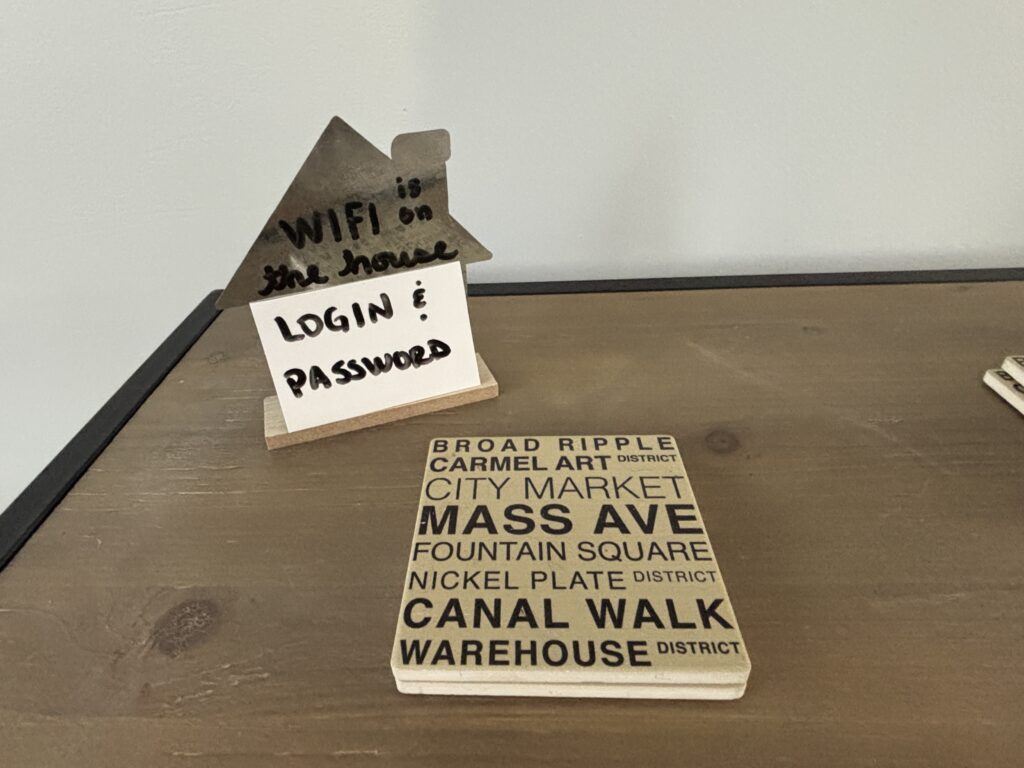 WIFI is on
the house
LOGIN &
PASSWORD
BROAD RIPPLE
CARMEL ART DISTRICT
CITY MARKET
MASS AVE
FOUNTAIN SQUARE
NICKEL PLATE DISTRICT
CANAL WALK
WAREHOUSE DISTRICT